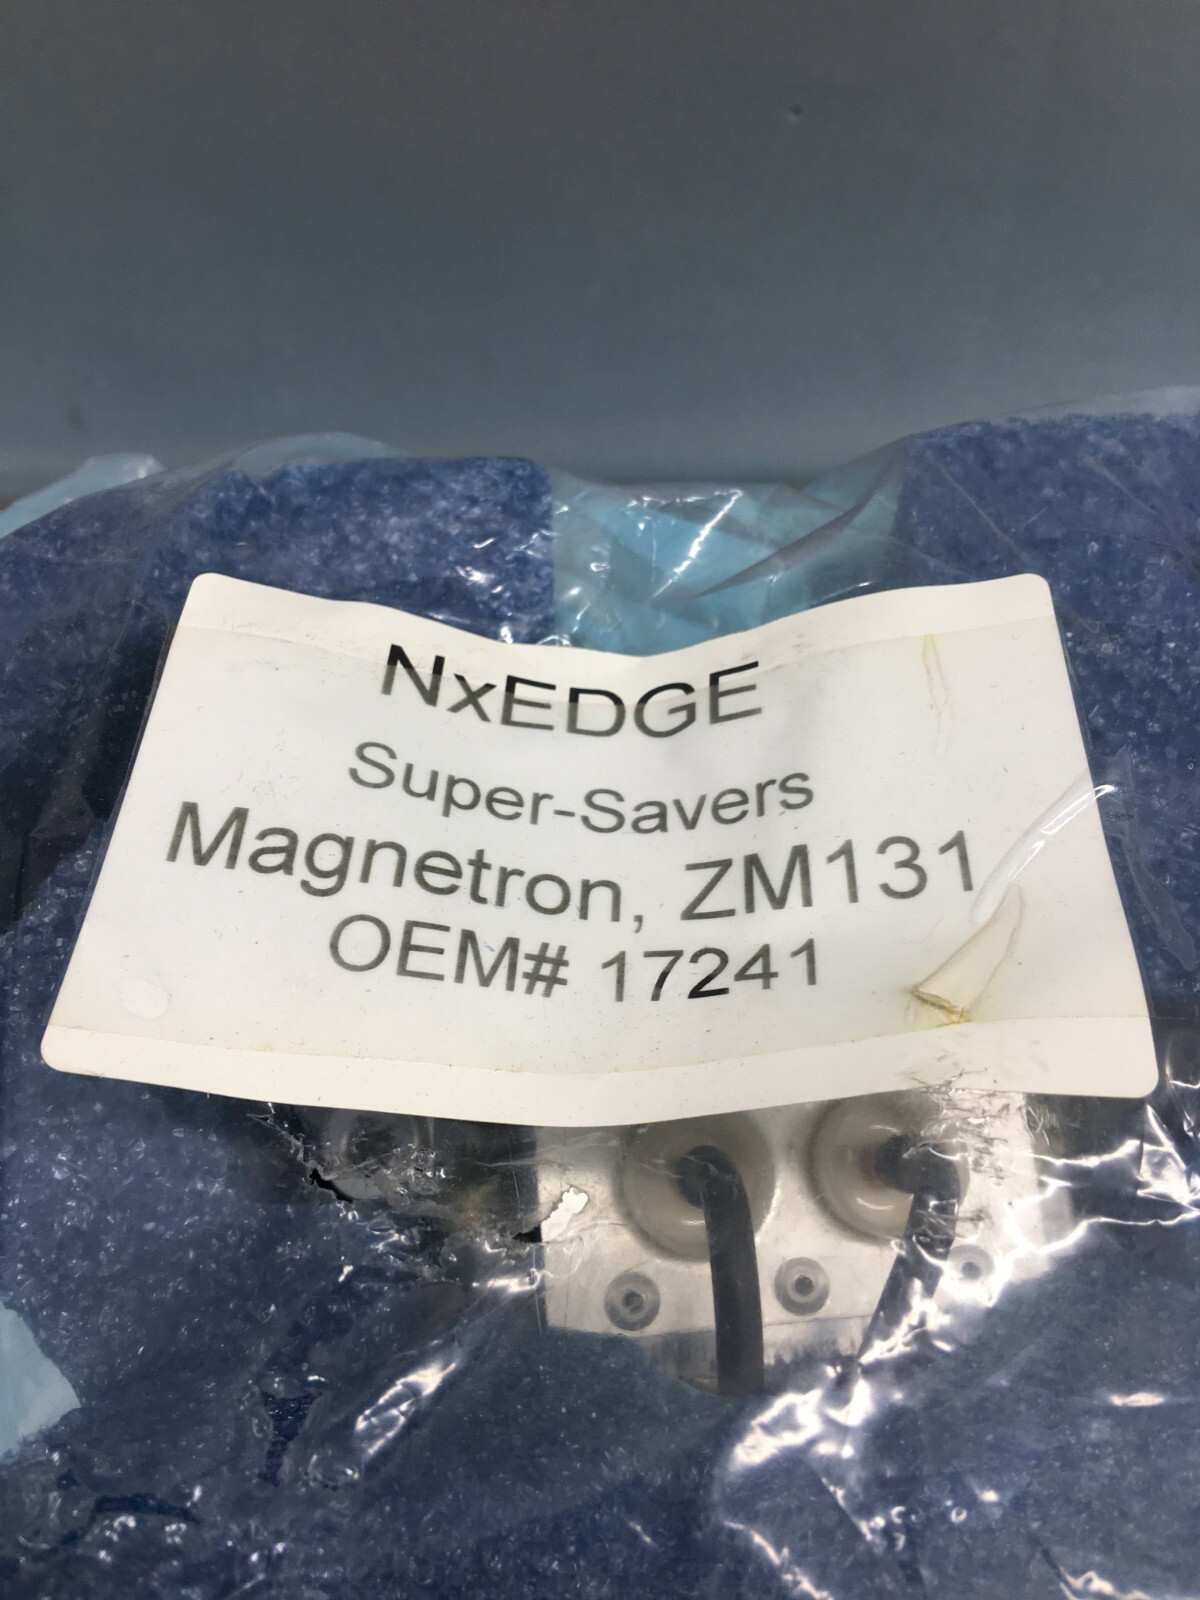 NxEDGE
Super-Savers
Magnetron, ZM131
OEM# 17241